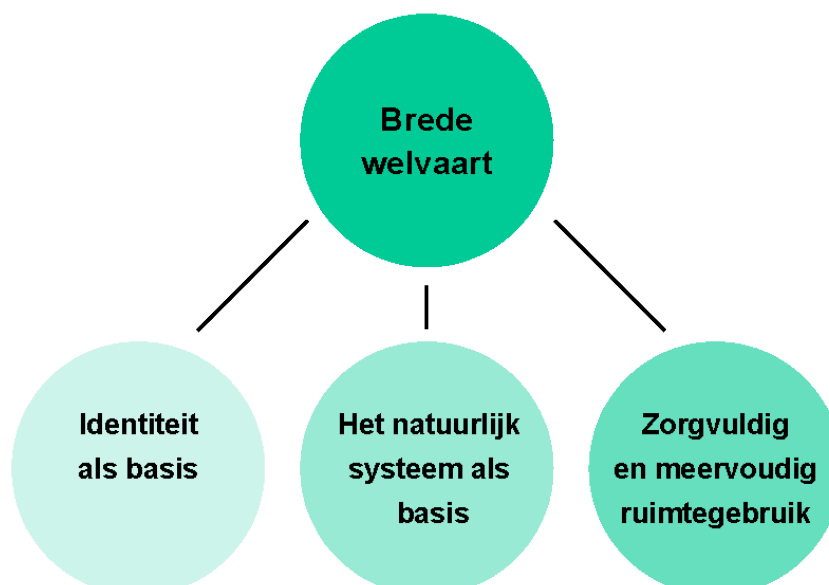 Brede
welvaart
Identiteit
als basis
Het natuurlijk
systeem als
basis
Zorgvuldig
en meervoudig
ruimtegebruik